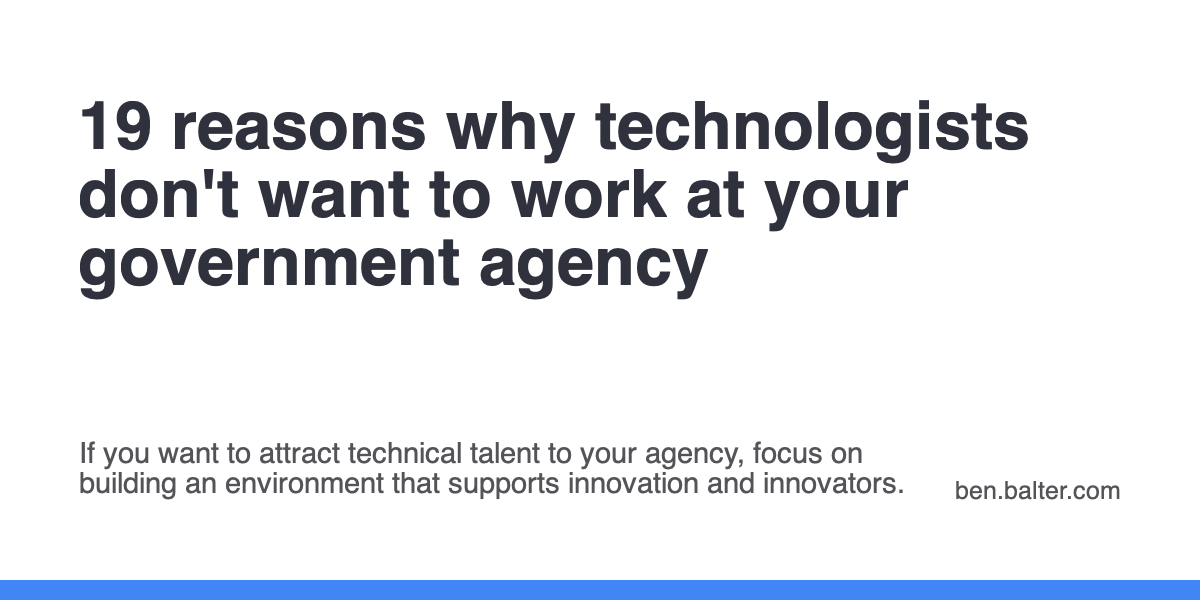 19 reasons why technologists
don't want to work at your
government agency
If you want to attract technical talent to your agency, focus on
building an environment that supports innovation and innovators.
ben.balter.com